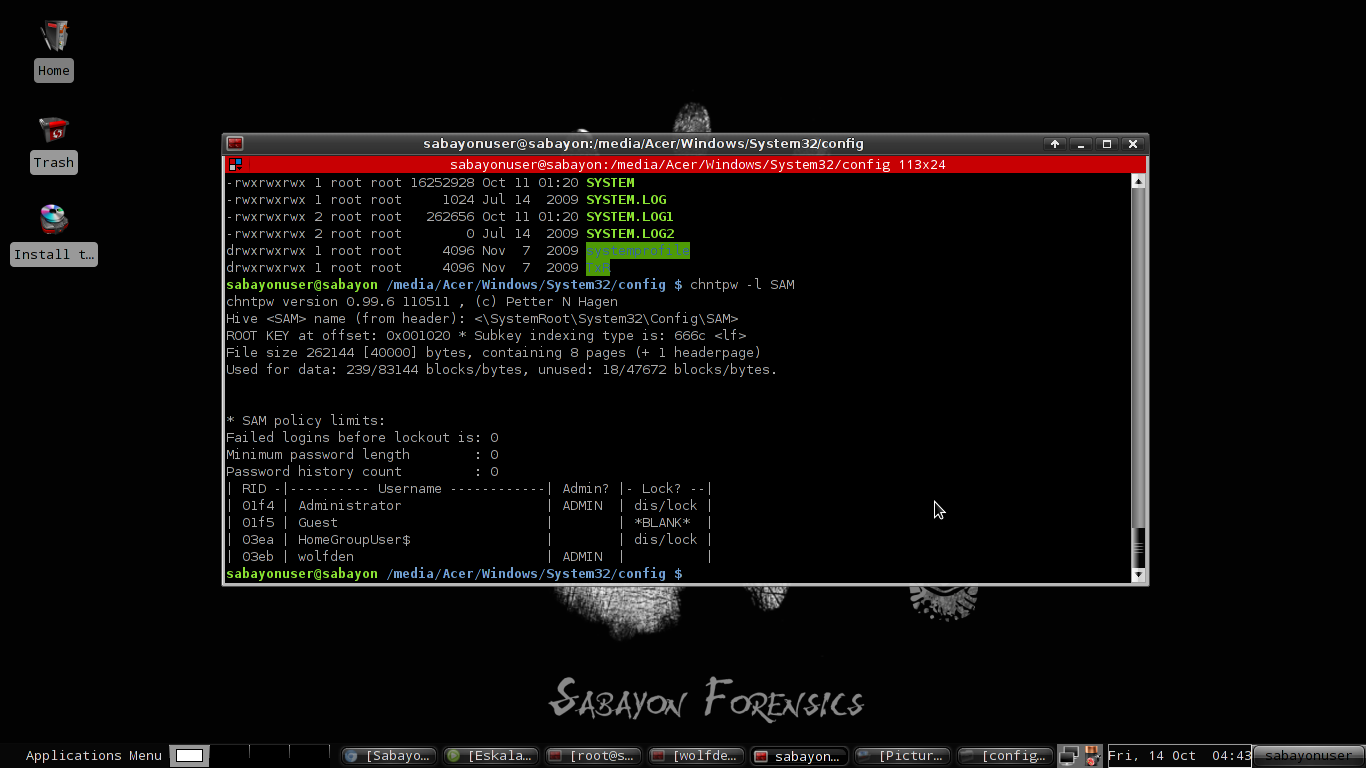 Home
Trash
Install t...
sabayonuser@sabayon:/media/Acer/Windows/System32/config
sabayonuser@sabayon:/media/Acer/Windows/System32/config 113x24
-rwxrwxrwx 1 root root 16252928 Oct 11 01:20 SYSTEM
-rwxrwxrwx 1 root root     1024 Jul 14  2009 SYSTEM.LOG
-rwxrwxrwx 2 root root   262656 Oct 11 01:20 SYSTEM.LOG1
-rwxrwxrwx 2 root root        0 Jul 14  2009 SYSTEM.LOG2
drwxrwxrwx 1 root root     4096 Nov  7  2009 systemprofile
drwxrwxrwx 1 root root     4096 Nov  7  2009 TxR
sabayonuser@sabayon /media/Acer/Windows/System32/config $ chntpw -l SAM
chntpw version 0.99.6 110511 , (c) Petter N Hagen
Hive <SAM> name (from header): <\SystemRoot\System32\Config\SAM>
ROOT KEY at offset: 0x001020 * Subkey indexing type is: 666c <lf>
File size 262144 [40000] bytes, containing 8 pages (+ 1 headerpage)
Used for data: 239/83144 blocks/bytes, unused: 18/47672 blocks/bytes.
* SAM policy limits:
Failed logins before lockout is: 0
Minimum password length         : 0
Password history count          : 0
| RID -|---------- Username ------------| Admin? |- Lock? --|
| 01f4 | Administrator                  | ADMIN  | dis/lock |
| 01f5 | Guest                          |        | *BLANK*  |
| 03ea | HomeGroupUser$                 |        | dis/lock |
| 03eb | wolfden                        | ADMIN  |          |
sabayonuser@sabayon /media/Acer/Windows/System32/config $
Sabayon Forensics
Applications Menu
[Sabayo...
[Eskala...
[root@s...
[wolfde...
sabayon...
[Pictur...
[config...
Fri, 14 Oct  04:43
sabayonuser